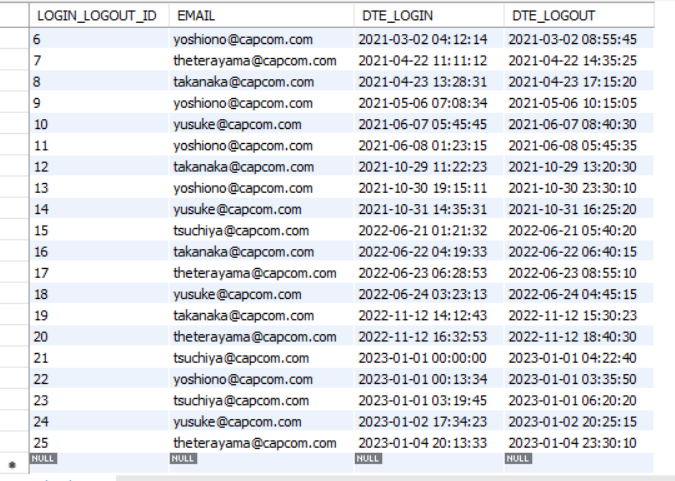 LOGIN_LOGOUT_ID EMAIL DTE_LOGIN DTE_LOGOUT
6 yoshiono@capcom.com 2021-03-02 04:12:14 2021-03-02 08:55:45
7 theterayama@capcom.com 2021-04-22 11:11:12 2021-04-22 14:35:25
8 takanaka@capcom.com 2021-04-23 13:28:31 2021-04-23 17:15:20
9 yoshiono@capcom.com 2021-05-06 07:08:34 2021-05-06 10:15:05
10 yusuke@capcom.com 2021-06-07 05:45:45 2021-06-07 08:40:30
11 yoshiono@capcom.com 2021-06-08 01:23:15 2021-06-08 05:45:35
12 takanaka@capcom.com 2021-10-29 11:22:23 2021-10-29 13:20:30
13 yoshiono@capcom.com 2021-10-30 19:15:11 2021-10-30 23:30:10
14 yusuke@capcom.com 2021-10-31 14:35:31 2021-10-31 16:25:20
15 tsuchiya@capcom.com 2022-06-21 01:21:32 2022-06-21 05:40:20
16 takanaka@capcom.com 2022-06-22 04:19:33 2022-06-22 06:40:15
17 theterayama@capcom.com 2022-06-23 06:28:53 2022-06-23 08:55:10
18 yusuke@capcom.com 2022-06-24 03:23:13 2022-06-24 04:45:15
19 takanaka@capcom.com 2022-11-12 14:12:43 2022-11-12 15:30:23
20 theterayama@capcom.com 2022-11-12 16:32:53 2022-11-12 18:40:30
21 tsuchiya@capcom.com 2023-01-01 00:00:00 2023-01-01 04:22:40
22 yoshiono@capcom.com 2023-01-01 00:13:34 2023-01-01 03:35:50
23 tsuchiya@capcom.com 2023-01-01 03:19:45 2023-01-01 06:20:20
24 yusuke@capcom.com 2023-01-02 17:34:23 2023-01-02 20:25:15
25 theterayama@capcom.com 2023-01-04 20:13:33 2023-01-04 23:30:10
NULL NULL NULL NULL